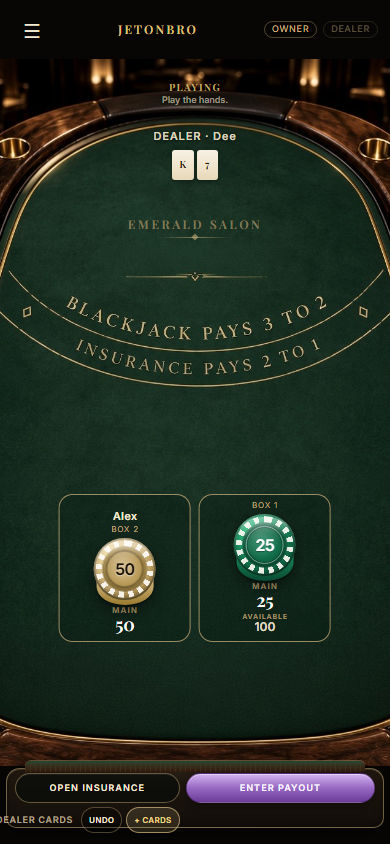 ☰ JETONBRO OWNER DEALER
PLAYING
Play the hands.
DEALER · Dee
K 7
EMERALD SALON
BLACKJACK PAYS 3 TO 2
INSURANCE PAYS 2 TO 1
Alex
BOX 2
50
MAIN
50
BOX 1
25
MAIN
25
AVAILABLE
100
OPEN INSURANCE ENTER PAYOUT
DEALER CARDS UNDO + CARDS